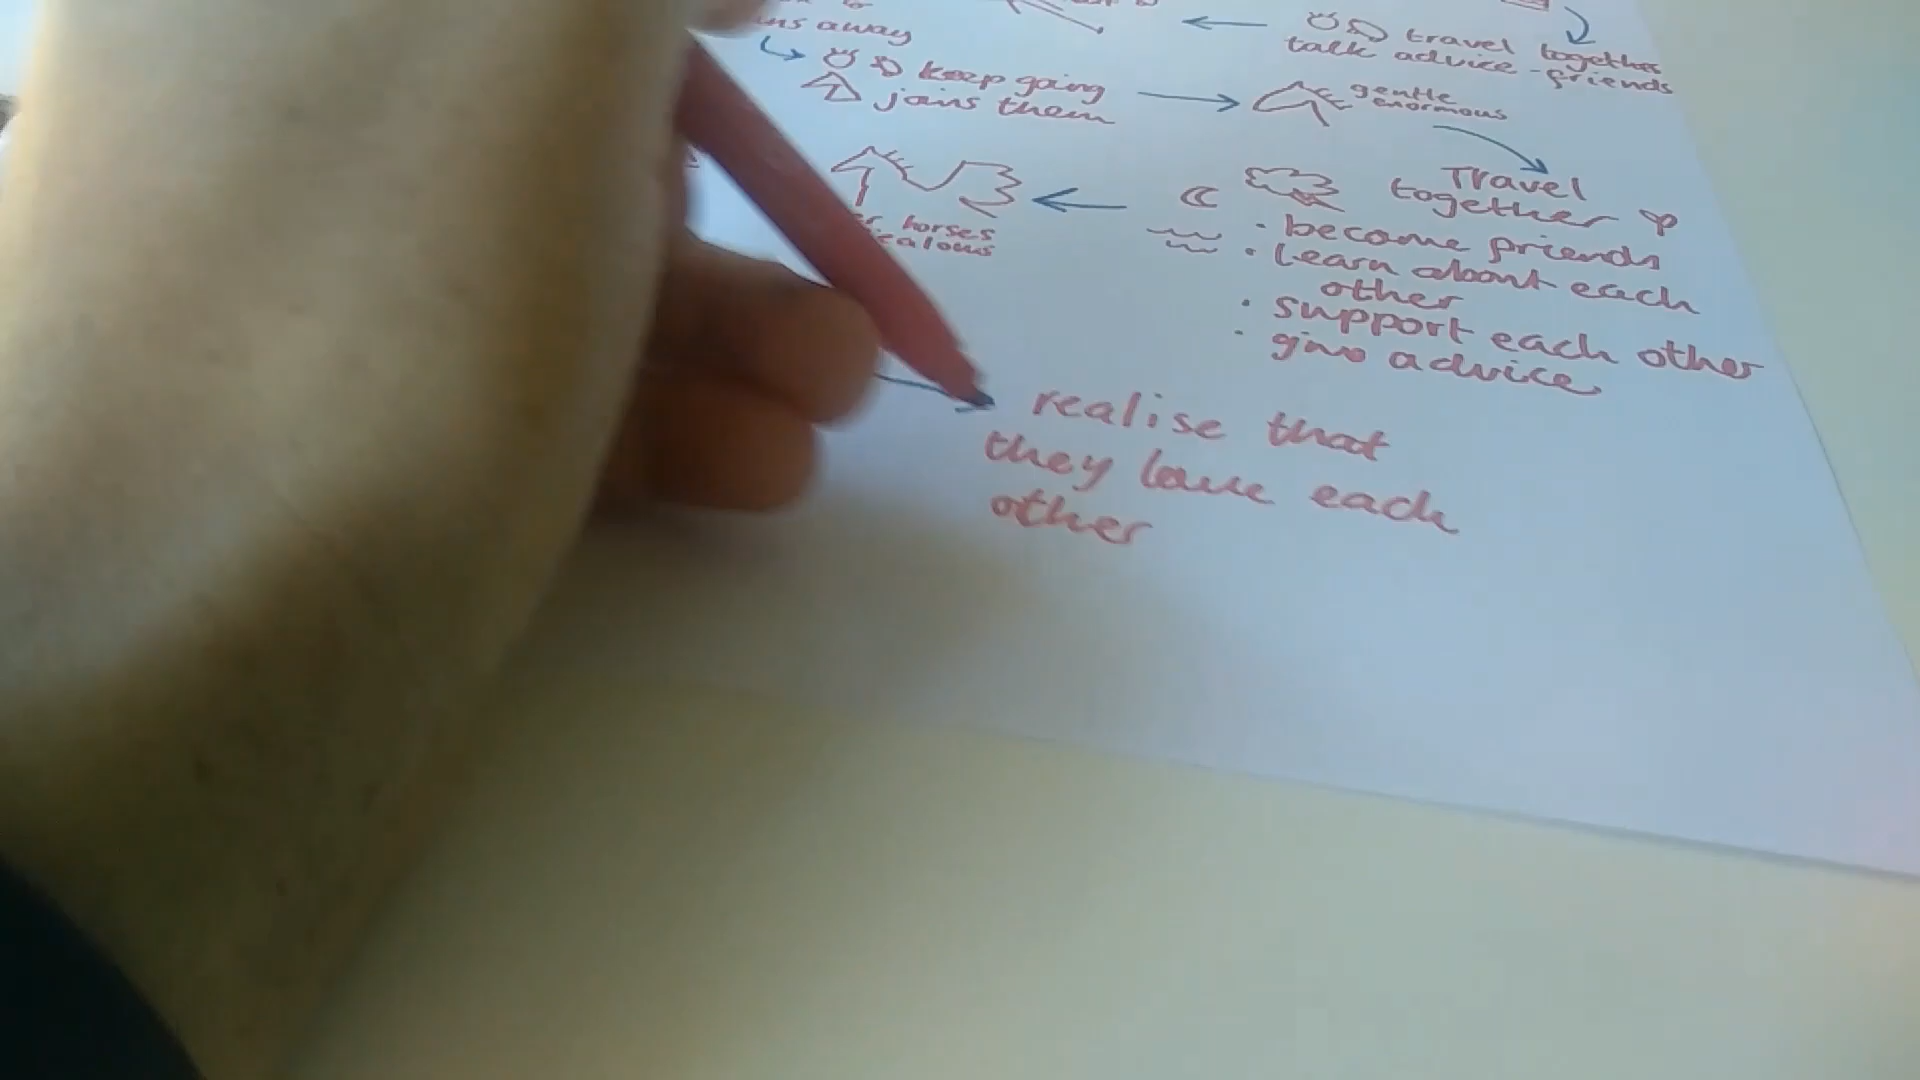 away
travel together
talk advice - friends
keep going
joins them
gentle
enormous
horses
Travel
together
· become friends
· Learn about each
other
· support each other
· give advice
realise that
they love each
other